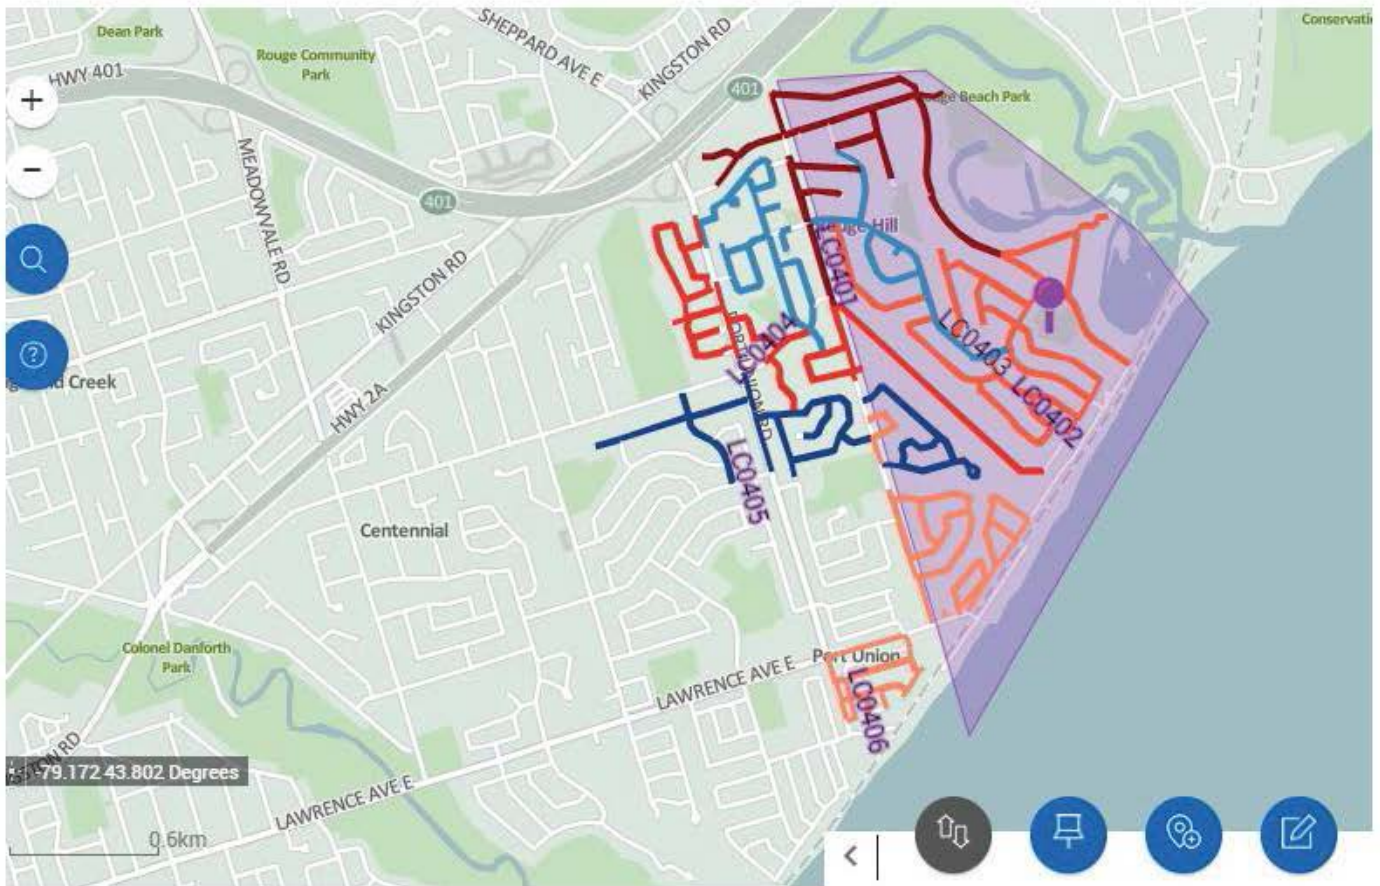 Dean Park
Rouge Community
Park
SHEPPARD AVE E
KINGSTON RD
Conservati
HWY 401
401
Beach Park
MEADOWVALE RD
401
KINGSTON RD
Hill
LC0401
LC0403
LC0402
Creek
HWY 2A
LC0405
Centennial
Colonel Danforth
Park
Port Union
LAWRENCE AVE E
LC0406
KINGSTON RD
-79.172 43.802 Degrees
LAWRENCE AVE E
0.6km